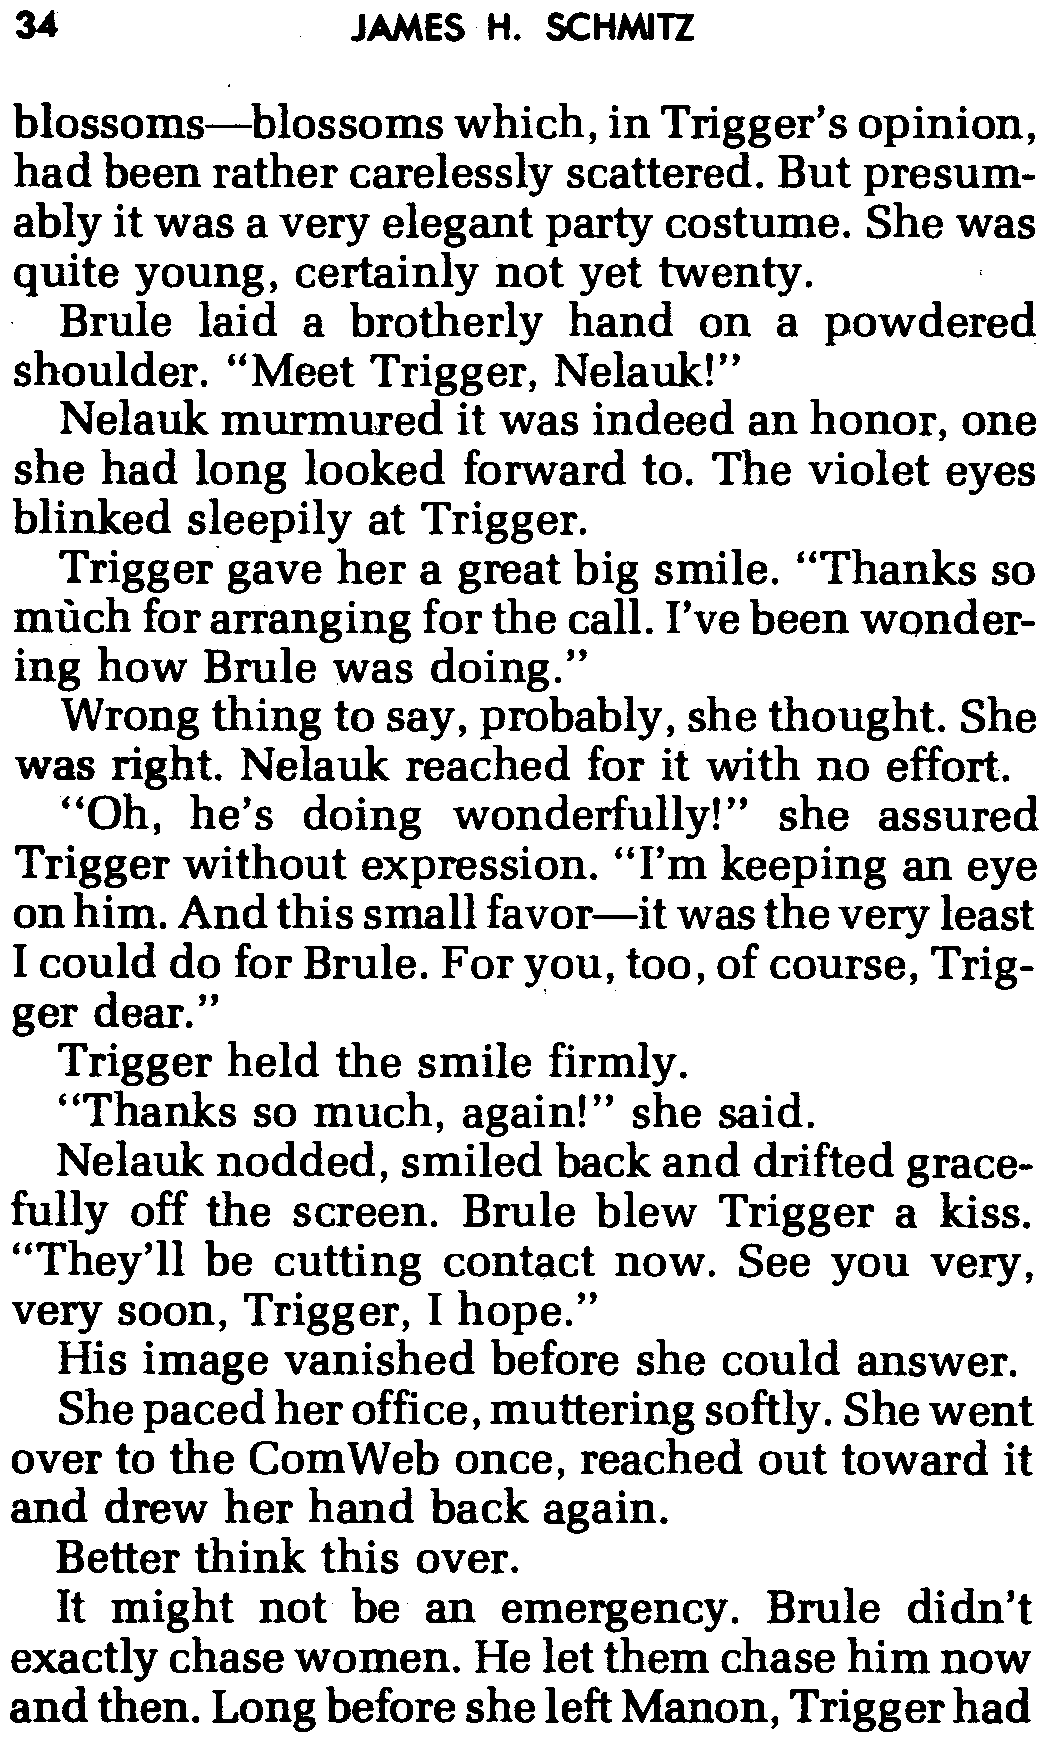 34 JAMES H. SCHMITZ
blossoms—blossoms which, in Trigger's opinion,
had been rather carelessly scattered. But presum-
ably it was a very elegant party costume. She was
quite young, certainly not yet twenty.
Brule laid a brotherly hand on a powdered
shoulder. "Meet Trigger, Nelauk!"
Nelauk murmured it was indeed an honor, one
she had long looked forward to. The violet eyes
blinked sleepily at Trigger.
Trigger gave her a great big smile. "Thanks so
much for arranging for the call. I've been wonder-
ing how Brule was doing."
Wrong thing to say, probably, she thought. She
was right. Nelauk reached for it with no effort.
"Oh, he's doing wonderfully!" she assured
Trigger without expression. "I'm keeping an eye
on him. And this small favor—it was the very least
I could do for Brule. For you, too, of course, Trig-
ger dear."
Trigger held the smile firmly.
"Thanks so much, again!" she said.
Nelauk nodded, smiled back and drifted grace-
fully off the screen. Brule blew Trigger a kiss.
"They'll be cutting contact now. See you very,
very soon, Trigger, I hope."
His image vanished before she could answer.
She paced her office, muttering softly. She went
over to the ComWeb once, reached out toward it
and drew her hand back again.
Better think this over.
It might not be an emergency. Brule didn't
exactly chase women. He let them chase him now
and then. Long before she left Manon, Trigger had